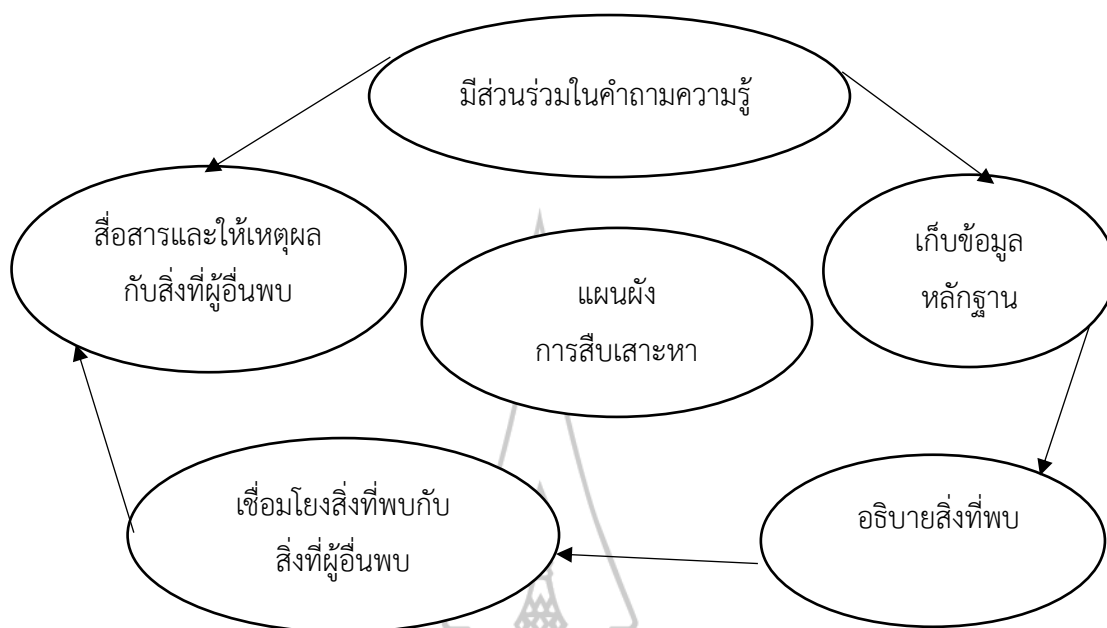 มีส่วนร่วมในคำถามความรู้
สื่อสารและให้เหตุผล
กับสิ่งที่ผู้อื่นพบ
เก็บข้อมูล
หลักฐาน
แผนผัง
การสืบเสาะหา
เชื่อมโยงสิ่งที่พบกับ
สิ่งที่ผู้อื่นพบ
อธิบายสิ่งที่พบ